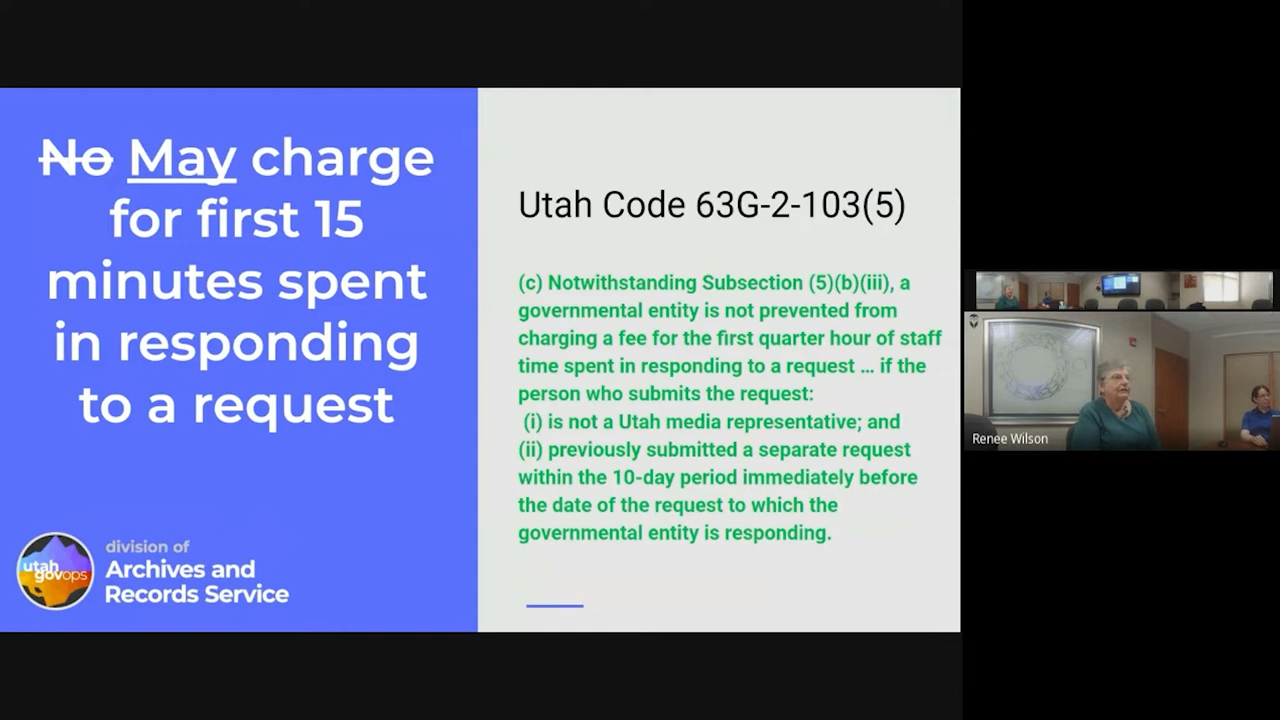 No May charge
for first 15
minutes spent
in responding
to a request
utah
govops
division of
Archives and
Records Service
Utah Code 63G-2-103(5)
(c) Notwithstanding Subsection (5)(b)(iii), a
governmental entity is not prevented from
charging a fee for the first quarter hour of staff
time spent in responding to a request … if the
person who submits the request:
(i) is not a Utah media representative; and
(ii) previously submitted a separate request
within the 10-day period immediately before
the date of the request to which the
governmental entity is responding.
Renee Wilson